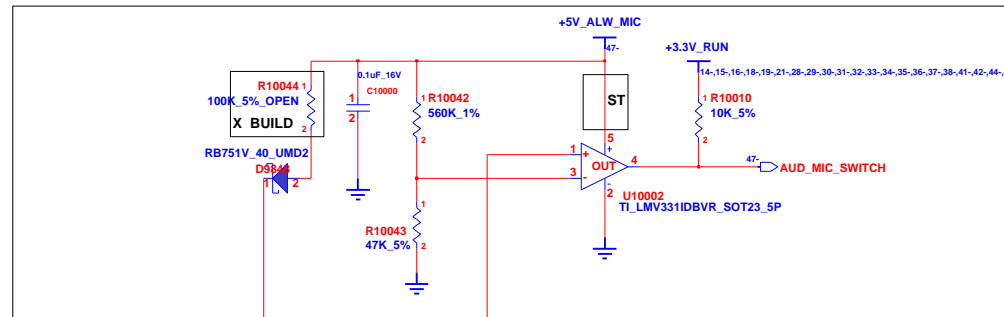 +5V_ALW_MIC
47-
+3.3V_RUN
14-,15-,16-,18-,19-,21-,28-,29-,30-,31-,32-,33-,34-,35-,36-,37-,38-,41-,42-,44-,
R10044
1
100K_5%_OPEN
2
X BUILD
0.1uF_16V
C10000
1
2
1
R10042
560K_1%
2
ST
1
R10010
10K_5%
2
RB751V_40_UMD2
D9848
1
2
5
+
1
+
OUT
4
3
-
-
2
47-
AUD_MIC_SWITCH
U10002
TI_LMV331IDBVR_SOT23_5P
1
R10043
47K_5%
2